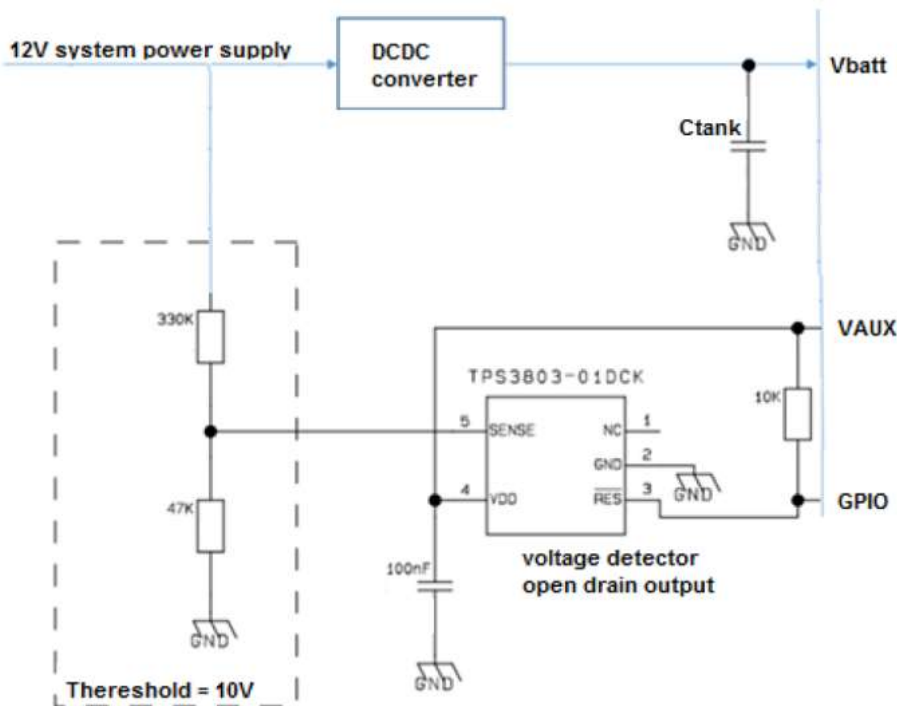 12V system power supply
DCDC
converter
Vbatt
Ctank
GND
330K
VAUX
TPS3803-01DCK
10K
5
SENSE
NC
1
GND
2
GND
47K
4
VDD
RES
3
GPIO
100nF
voltage detector
open drain output
GND
GND
Thereshold = 10V